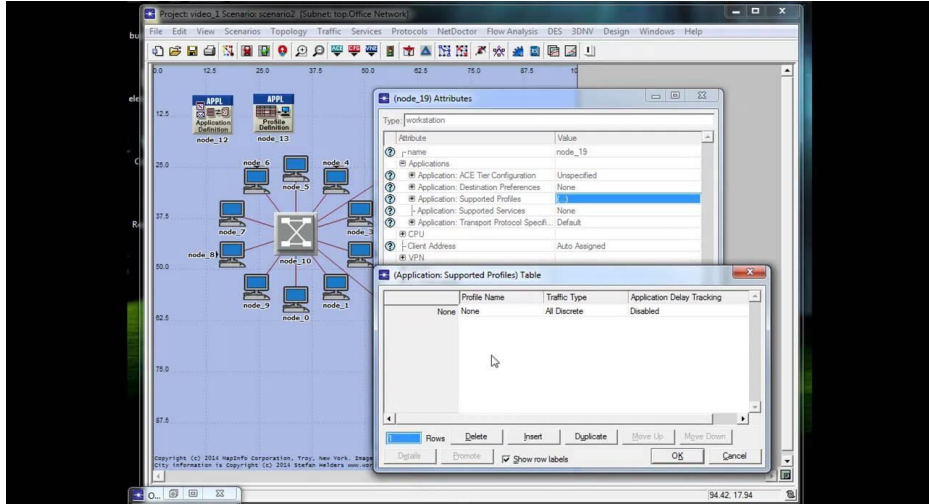 Project: video_1 Scenario: scenario2 [Subnet: top.Office Network]
File Edit View Scenarios Topology Traffic Services Protocols NetDoctor Flow Analysis DES 3DNV Design Windows Help
0.0 12.5 25.0 37.5 50.0 62.5 75.0 87.5 10
12.5
25.0
37.5
50.0
62.5
75.0
87.5
APPL
Application Definition
node_12
APPL
Profile Definition
node_13
node_6
node_5
node_4
node_7
node_3
node_8
node_10
node_9
node_0
node_1
(node_19) Attributes
Type: workstation
Attribute Value
name node_19
Applications
Application: ACE Tier Configuration Unspecified
Application: Destination Preferences None
Application: Supported Profiles (...)
Application: Supported Services None
Application: Transport Protocol Specifi... Default
CPU
Client Address Auto Assigned
VPN
(Application: Supported Profiles) Table
Profile Name Traffic Type Application Delay Tracking
None None All Discrete Disabled
1 Rows Delete Insert Duplicate Move Up Move Down
Details Promote Show row labels OK Cancel
Copyright (c) 2014 MapInfo Corporation, Troy, New York. Image
City information is Copyright (c) 2014 Stefan Helders www.wor
O...
94.42, 17.94